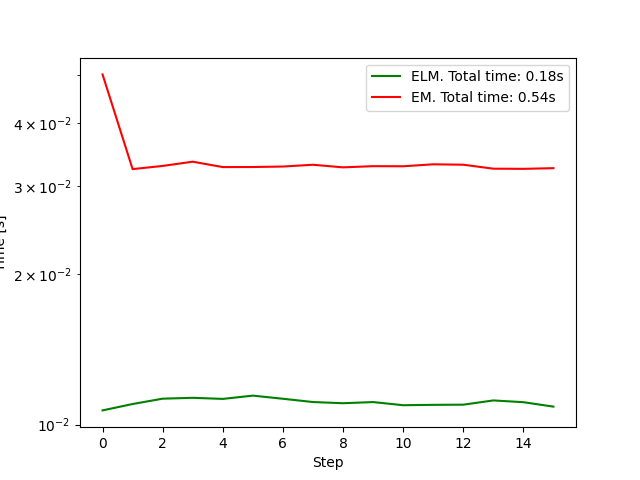 ELM. Total time: 0.18s
EM. Total time: 0.54s
4 × 10⁻²
3 × 10⁻²
2 × 10⁻²
10⁻²
0 2 4 6 8 10 12 14
Step